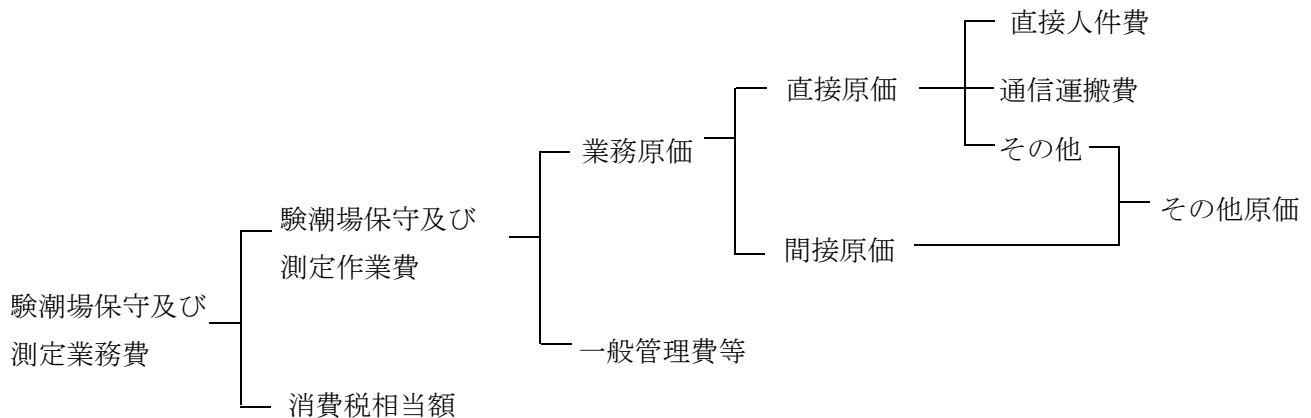 直接人件費
直接原価
通信運搬費
業務原価
その他
その他原価
験潮場保守及び
測定作業費
間接原価
験潮場保守及び
測定業務費
一般管理費等
消費税相当額